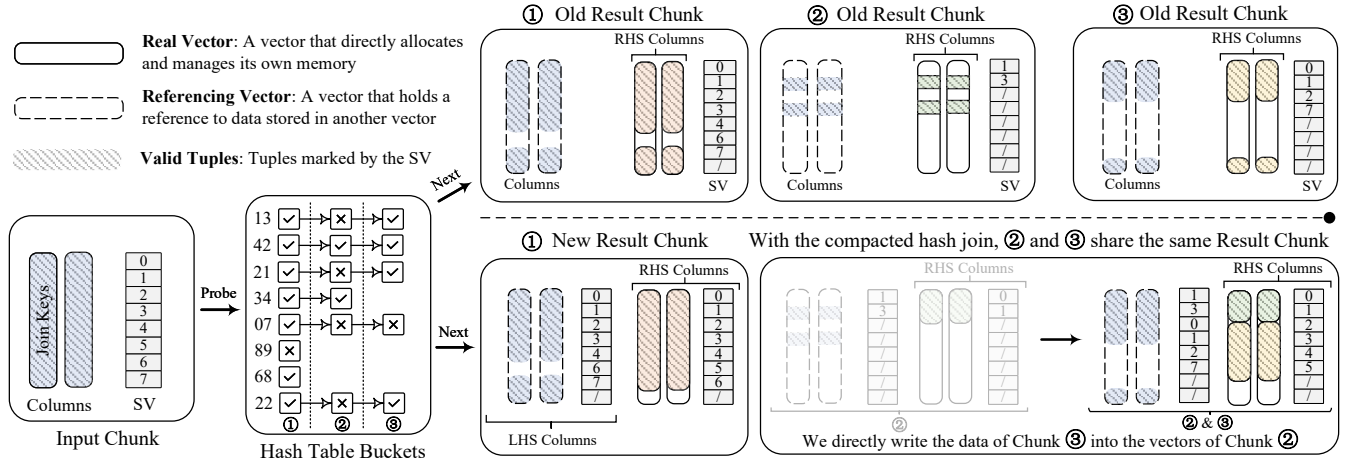 ① Old Result Chunk
② Old Result Chunk
③ Old Result Chunk
Real Vector: A vector that directly allocates
and manages its own memory
Referencing Vector: A vector that holds a
reference to data stored in another vector
Valid Tuples: Tuples marked by the SV
RHS Columns
0
1
2
3
4
6
7
/
Columns
SV
RHS Columns
1
3
/
/
/
/
/
/
Columns
SV
RHS Columns
0
1
2
7
/
/
/
/
Columns
SV
Join Keys
0
1
2
3
4
5
6
7
Columns
SV
Input Chunk
Probe
13
42
21
34
07
89
68
22
① ② ③
Hash Table Buckets
Next
Next
① New Result Chunk
RHS Columns
0
1
2
3
4
6
7
/
0
1
2
3
4
5
6
/
LHS Columns
With the compacted hash join, ② and ③ share the same Result Chunk
RHS Columns
1
3
/
/
/
/
/
/
0
1
/
/
/
/
/
/
②
RHS Columns
1
3
0
1
2
7
/
/
0
1
2
3
4
5
/
/
② & ③
We directly write the data of Chunk ③ into the vectors of Chunk ②